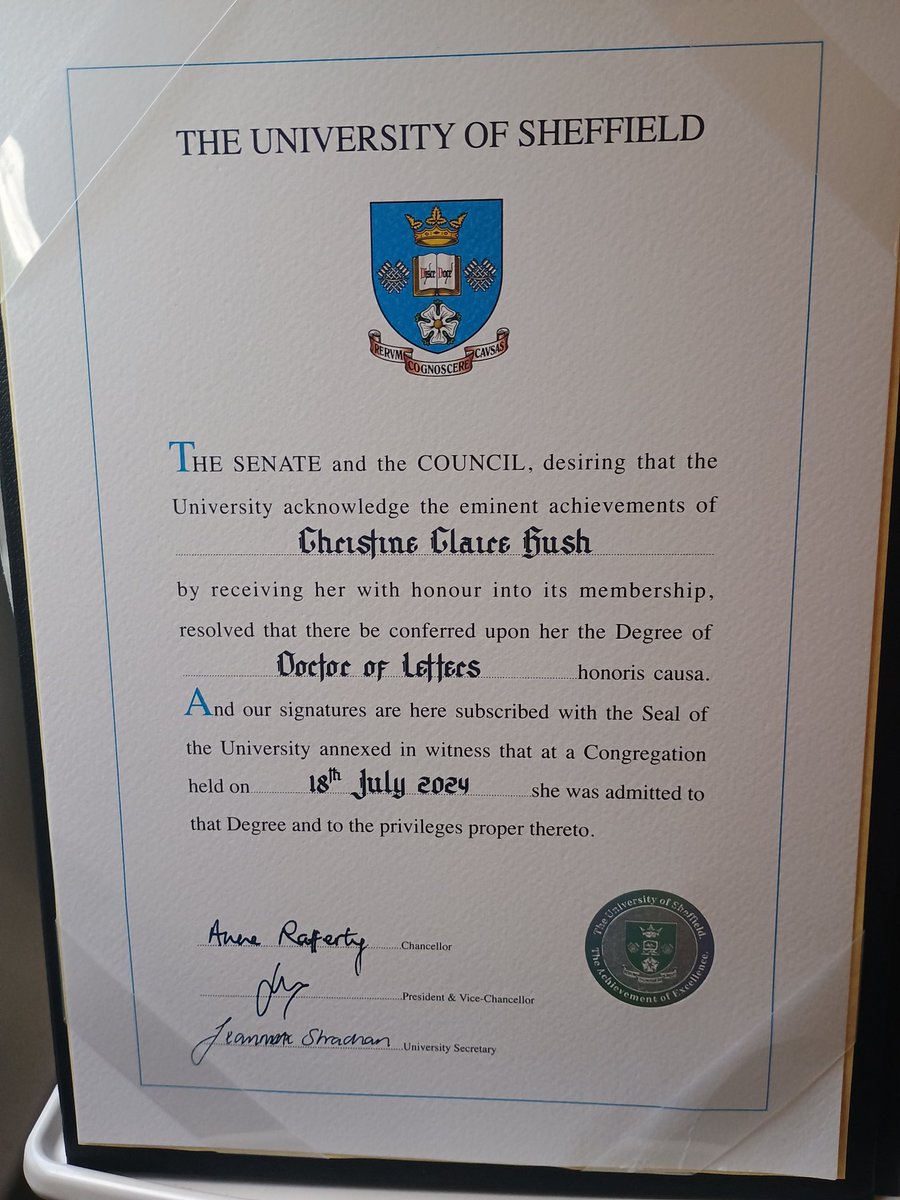 THE UNIVERSITY OF SHEFFIELD
Disce Doce
RERVM COGNOSCERE CAVSAS
THE SENATE and the COUNCIL, desiring that the
University acknowledge the eminent achievements of
Christine Claire Bush
by receiving her with honour into its membership,
resolved that there be conferred upon her the Degree of
Doctor of Letters honoris causa.
And our signatures are here subscribed with the Seal of
the University annexed in witness that at a Congregation
held on 18th July 2024 she was admitted to
that Degree and to the privileges proper thereto.
Anne Rafferty Chancellor
President & Vice-Chancellor
Jeannette Strachan University Secretary
The University of Sheffield.
The Achievement of Excellence.